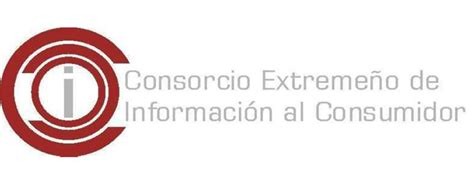 i
Consorcio Extremeño de
Información al Consumidor